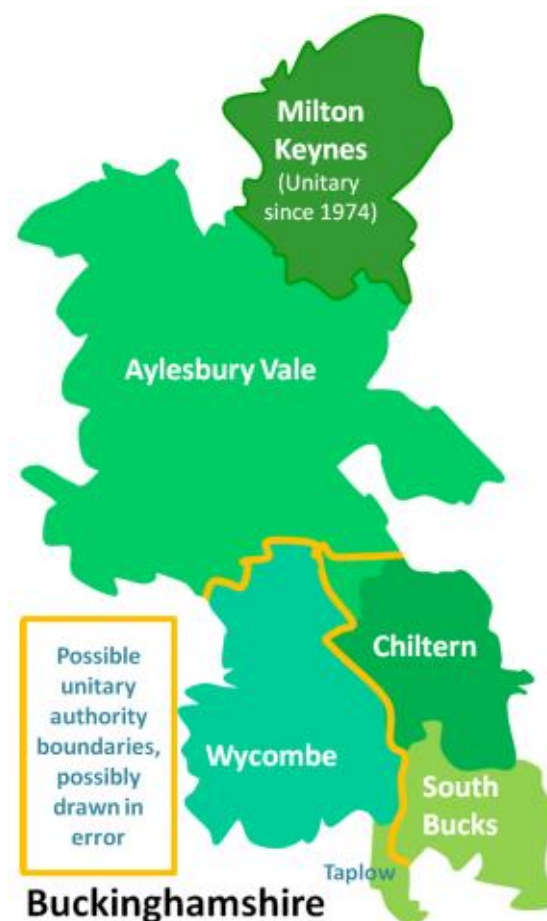 Milton
Keynes
(Unitary
since 1974)
Aylesbury Vale
Chiltern
Possible
unitary
authority
boundaries,
possibly
drawn in
error
Wycombe
South
Bucks
Taplow
Buckinghamshire